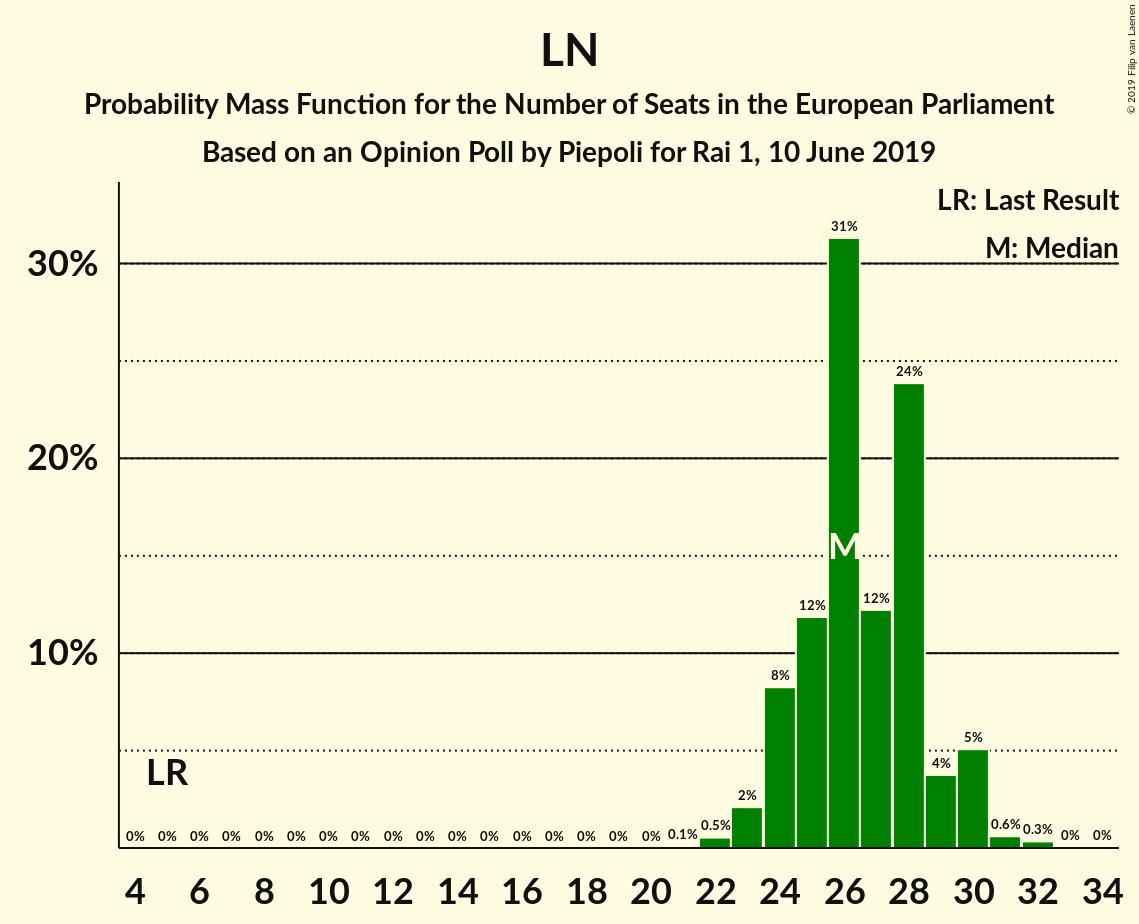 LN
Probability Mass Function for the Number of Seats in the European Parliament
Based on an Opinion Poll by Piepoli for Rai 1, 10 June 2019
© 2019 Filip van Laenen
LR: Last Result
M: Median
30%
20%
10%
31%
24%
12%
12%
8%
5%
4%
2%
0.5%
0.6%
0.3%
0.1%
M
LR
0% 0% 0% 0% 0% 0% 0% 0% 0% 0% 0% 0% 0% 0% 0% 0% 0% 0% 0%
4 6 8 10 12 14 16 18 20 22 24 26 28 30 32 34